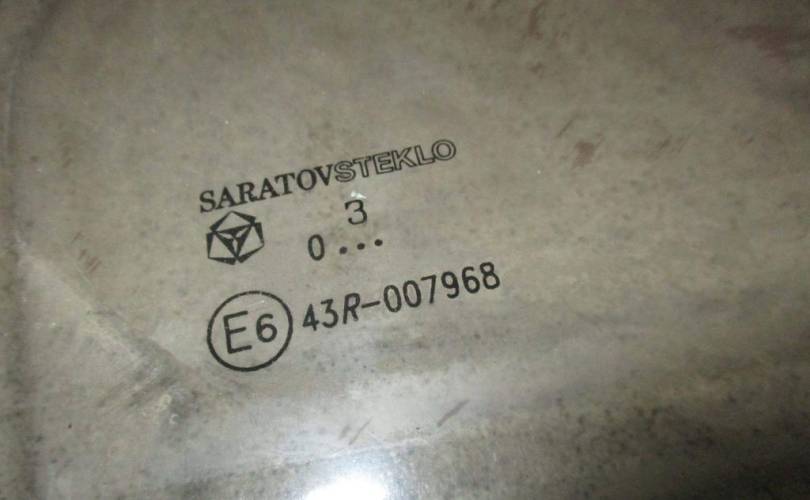 SARATOVSTEKLO
3
0...
E6 43R-007968